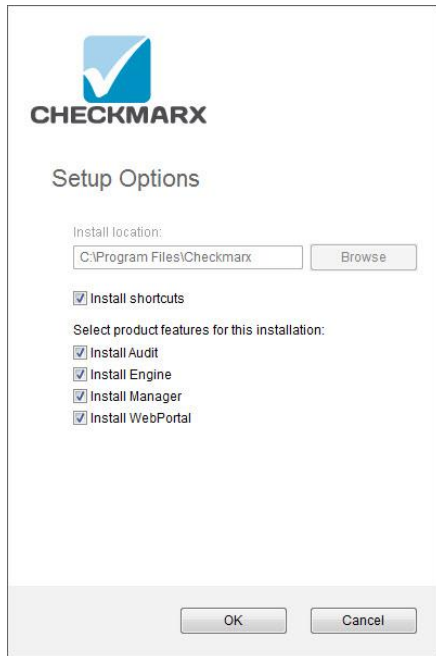 CHECKMARX
Setup Options
Install location:
C:\Program Files\Checkmarx
Browse
Install shortcuts
Select product features for this installation:
Install Audit
Install Engine
Install Manager
Install WebPortal
OK
Cancel